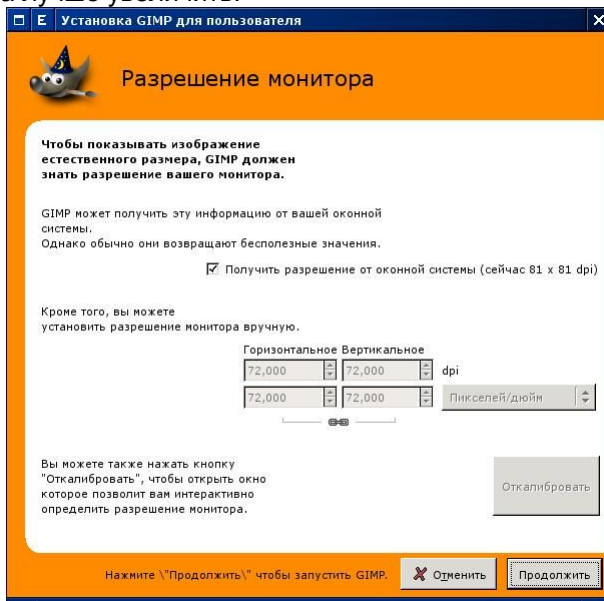 лучше увеличить.
E Установка GIMP для пользователя
Разрешение монитора
Чтобы показывать изображение
естественного размера, GIMP должен
знать разрешение вашего монитора.
GIMP может получить эту информацию от вашей оконной
системы.
Однако обычно они возвращают бесполезные значения.
Получить разрешение от оконной системы (сейчас 81 x 81 dpi)
Кроме того, вы можете
установить разрешение монитора вручную.
Горизонтальное Вертикальное
72,000 72,000 dpi
72,000 72,000 Пикселей/дюйм
Вы можете также нажать кнопку
"Откалибровать", чтобы открыть окно
которое позволит вам интерактивно
определить разрешение монитора.
Откалибровать
Нажмите \"Продолжить\" чтобы запустить GIMP. Отменить Продолжить